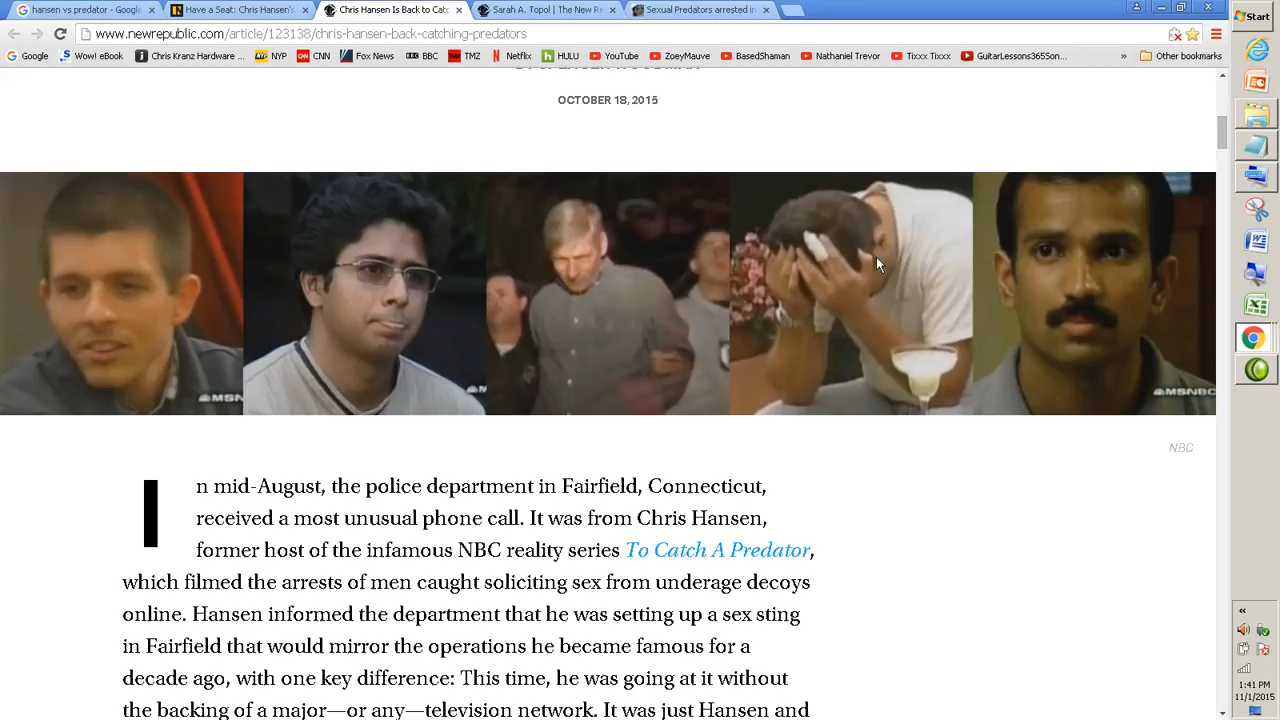 hansen vs predator - Google
Have a Seat: Chris Hansen's
Chris Hansen Is Back to Catc
Sarah A. Topol | The New Re
Sexual Predators arrested in
Start
www.newrepublic.com/article/123138/chris-hansen-back-catching-predators
Google
Wow! eBook
Chris Kranz Hardware ...
NYP
CNN
Fox News
BBC
TMZ
Netflix
HULU
YouTube
ZoeyMauve
BasedShaman
Nathaniel Trevor
Tixxx Tixxx
GuitarLessons365on...
»
Other bookmarks
OCTOBER 18, 2015
MSNBC
MSNBC
NBC
In mid-August, the police department in Fairfield, Connecticut,
received a most unusual phone call. It was from Chris Hansen,
former host of the infamous NBC reality series To Catch A Predator,
which filmed the arrests of men caught soliciting sex from underage decoys
online. Hansen informed the department that he was setting up a sex sting
in Fairfield that would mirror the operations he became famous for a
decade ago, with one key difference: This time, he was going at it without
the backing of a major—or any—television network. It was just Hansen and
1:41 PM
11/1/2015